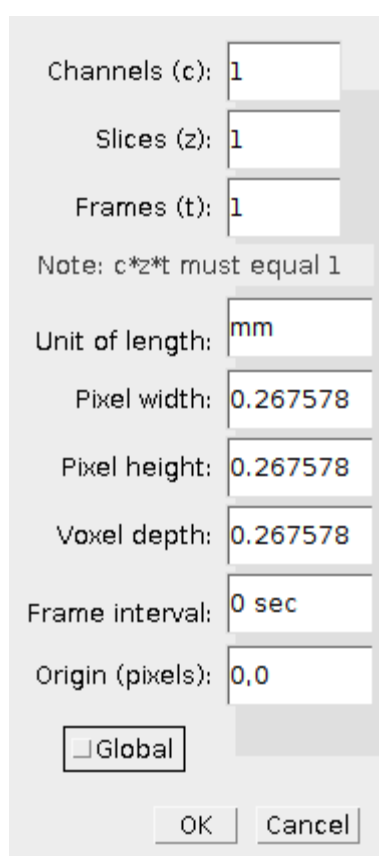 Channels (c): 1
Slices (z): 1
Frames (t): 1
Note: c*z*t must equal 1
Unit of length: mm
Pixel width: 0.267578
Pixel height: 0.267578
Voxel depth: 0.267578
Frame interval: 0 sec
Origin (pixels): 0,0
Global
OK Cancel